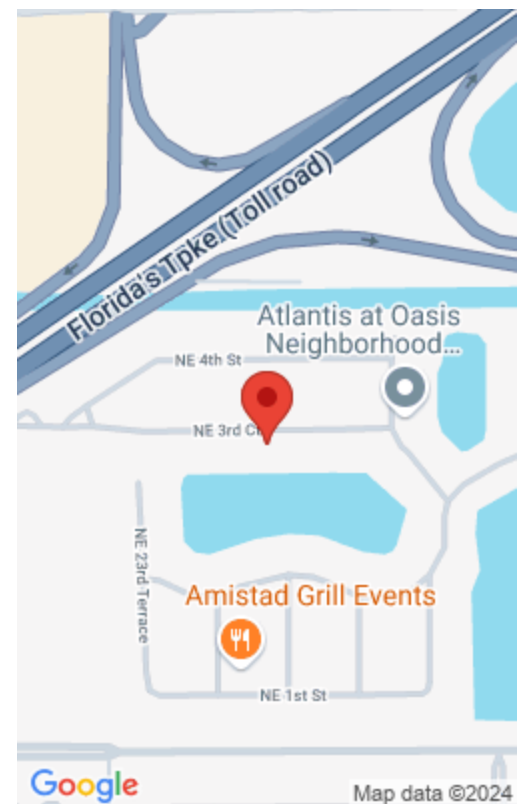 Florida's Tpke (Toll road)
Atlantis at Oasis
Neighborhood...
NE 4th St
NE 3rd
NE 23rd Terrace
Amistad Grill Events
NE 1st St
Google
Map data ©2024